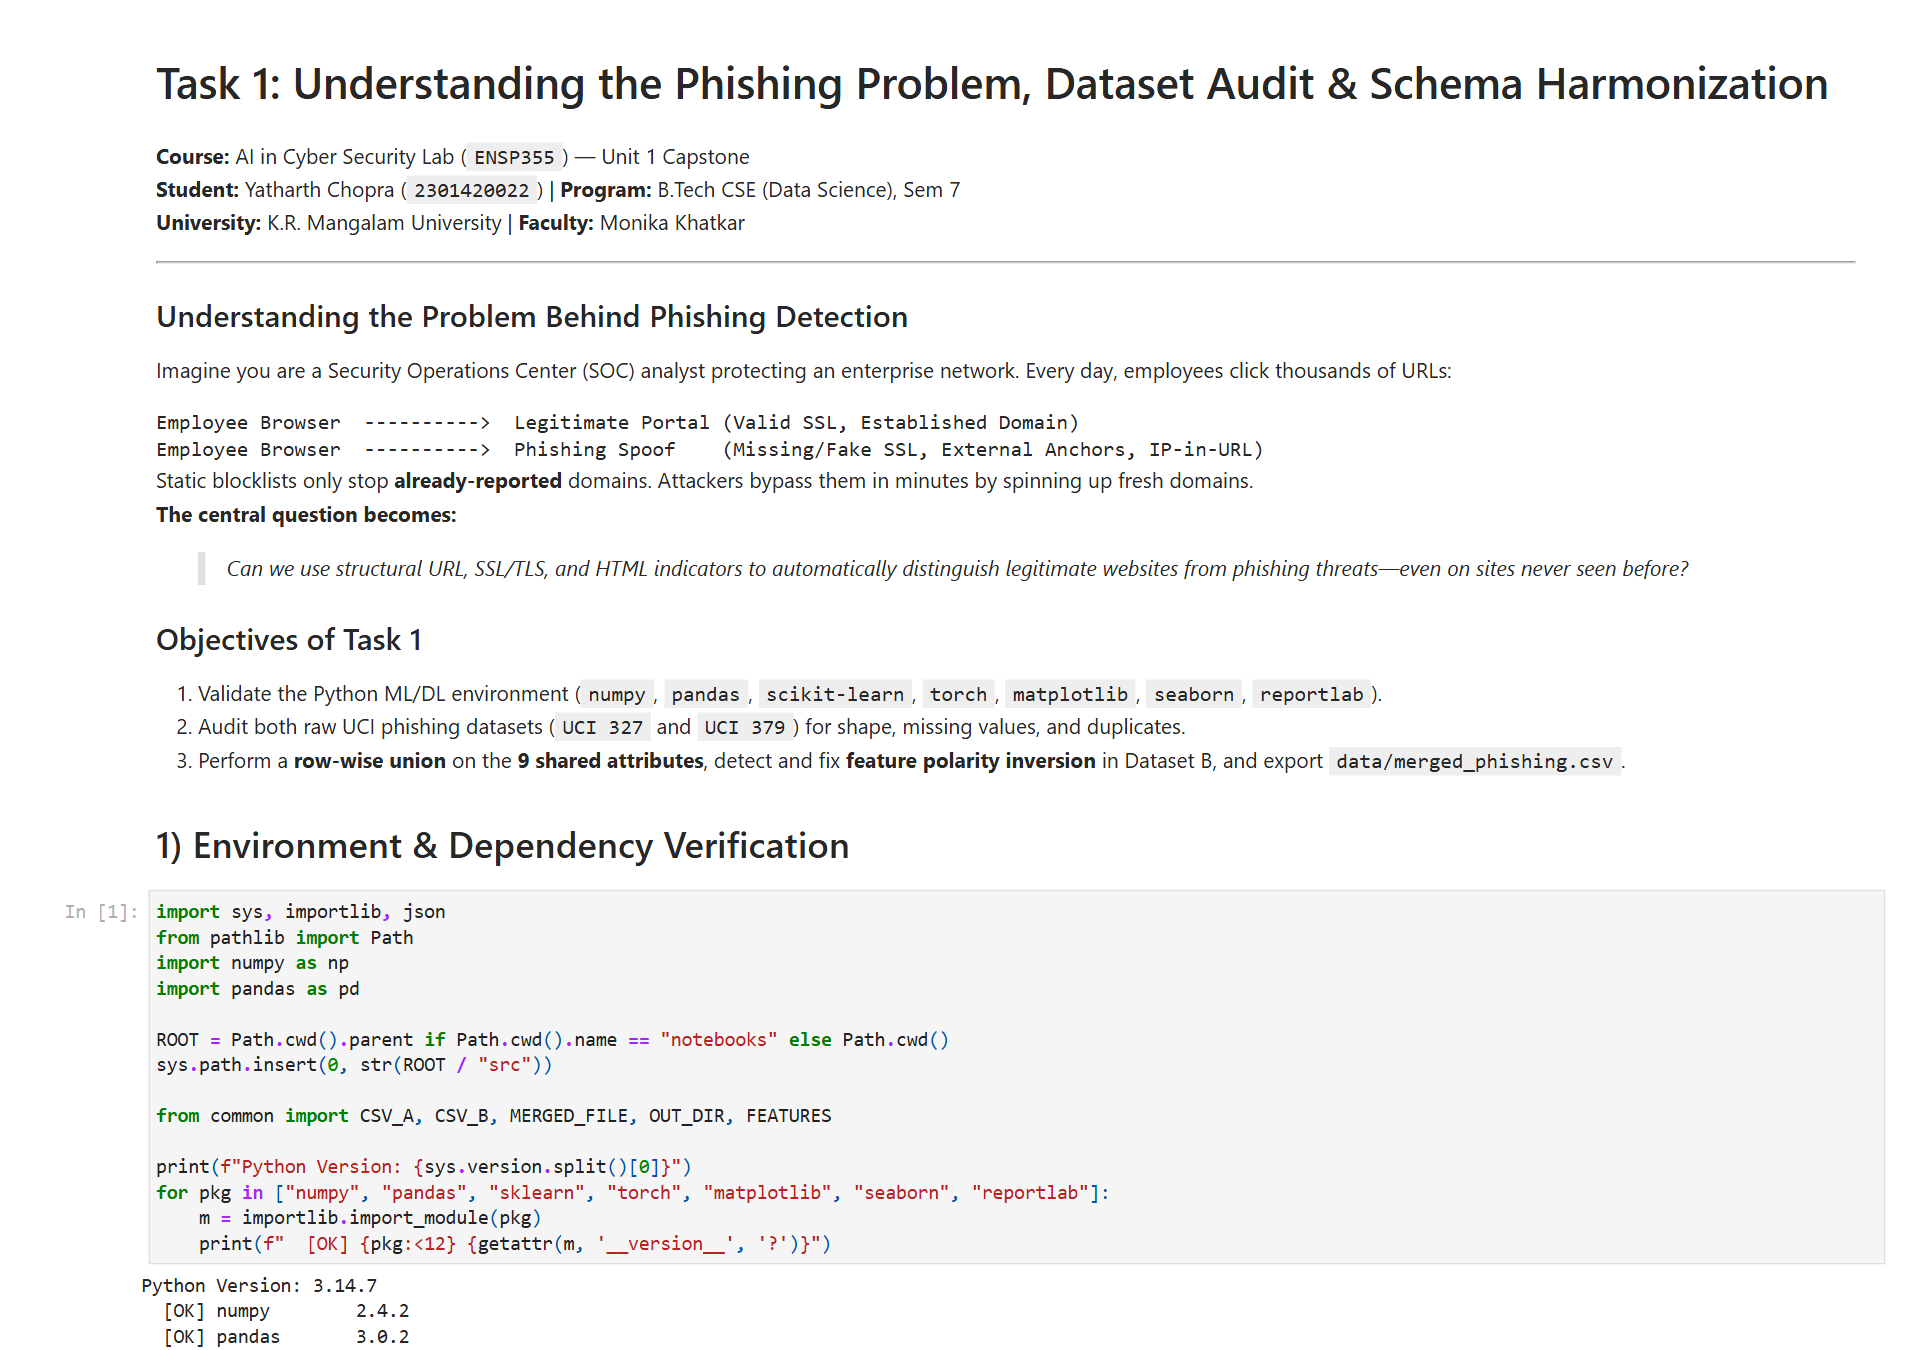 Task 1: Understanding the Phishing Problem, Dataset Audit & Schema Harmonization
Course: AI in Cyber Security Lab ( ENSP355 ) — Unit 1 Capstone
Student: Yatharth Chopra ( 2301420022 ) | Program: B.Tech CSE (Data Science), Sem 7
University: K.R. Mangalam University | Faculty: Monika Khatkar
Understanding the Problem Behind Phishing Detection
Imagine you are a Security Operations Center (SOC) analyst protecting an enterprise network. Every day, employees click thousands of URLs:
Employee Browser  ---------->  Legitimate Portal (Valid SSL, Established Domain)
Employee Browser  ---------->  Phishing Spoof    (Missing/Fake SSL, External Anchors, IP-in-URL)
Static blocklists only stop already-reported domains. Attackers bypass them in minutes by spinning up fresh domains.
The central question becomes:
Can we use structural URL, SSL/TLS, and HTML indicators to automatically distinguish legitimate websites from phishing threats—even on sites never seen before?
Objectives of Task 1
1. Validate the Python ML/DL environment ( numpy , pandas , scikit-learn , torch , matplotlib , seaborn , reportlab ).
2. Audit both raw UCI phishing datasets ( UCI 327 and UCI 379 ) for shape, missing values, and duplicates.
3. Perform a row-wise union on the 9 shared attributes, detect and fix feature polarity inversion in Dataset B, and export data/merged_phishing.csv .
1) Environment & Dependency Verification
In [1]: import sys, importlib, json
from pathlib import Path
import numpy as np
import pandas as pd
ROOT = Path.cwd().parent if Path.cwd().name == "notebooks" else Path.cwd()
sys.path.insert(0, str(ROOT / "src"))
from common import CSV_A, CSV_B, MERGED_FILE, OUT_DIR, FEATURES
print(f"Python Version: {sys.version.split()[0]}")
for pkg in ["numpy", "pandas", "sklearn", "torch", "matplotlib", "seaborn", "reportlab"]:
    m = importlib.import_module(pkg)
    print(f"  [OK] {pkg:<12} {getattr(m, '__version__', '?')}")
Python Version: 3.14.7
  [OK] numpy        2.4.2
  [OK] pandas       3.0.2